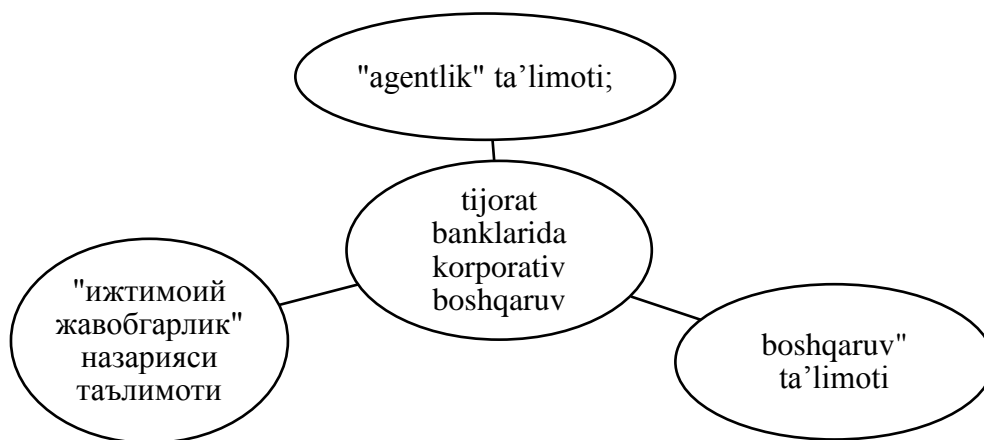 "agentlik" ta’limoti;
tijorat
banklarida
korporativ
boshqaruv
"ижтимоий
жавобгарлик"
назарияси
таълимоти
boshqaruv"
ta’limoti